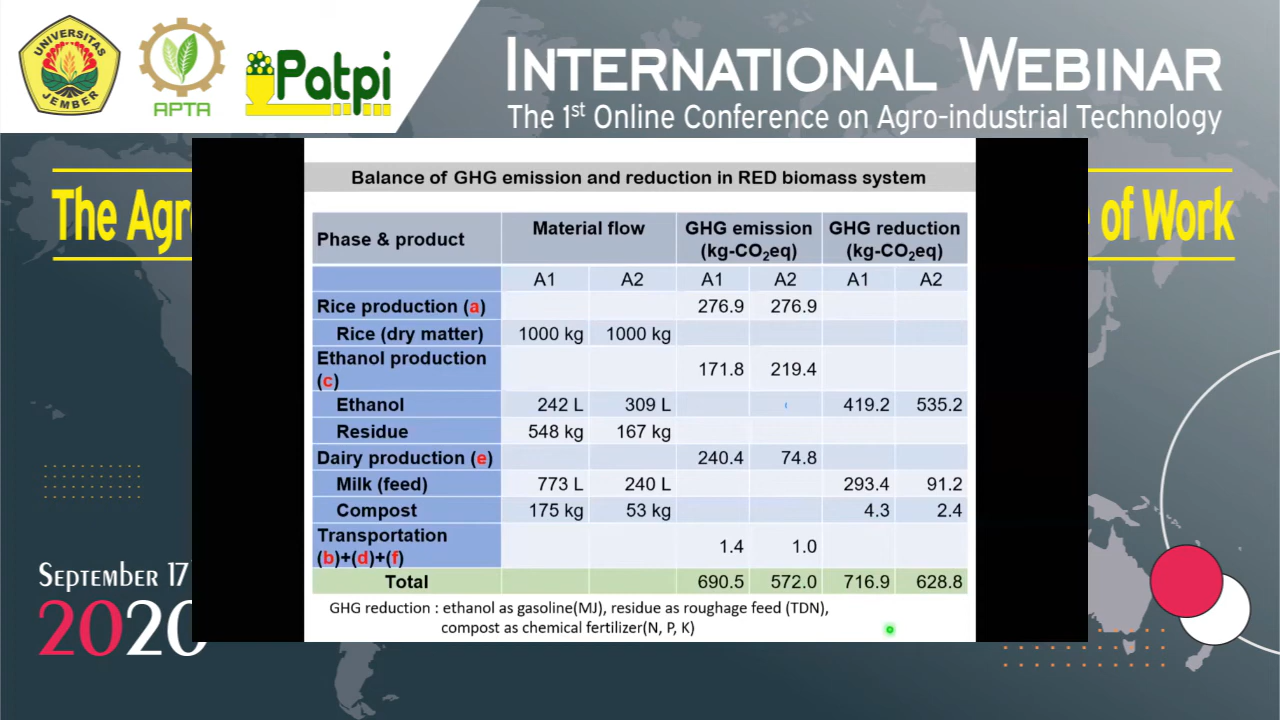 UNIVERSITAS
JEMBER
APTA
Patpi
INTERNATIONAL WEBINAR
The 1st Online Conference on Agro-industrial Technology
The Agr
e of Work
Balance of GHG emission and reduction in RED biomass system
Phase & product Material flow GHG emission (kg-CO2eq) GHG reduction (kg-CO2eq)
A1 A2 A1 A2 A1 A2
Rice production (a) 276.9 276.9
Rice (dry matter) 1000 kg 1000 kg
Ethanol production (c) 171.8 219.4
Ethanol 242 L 309 L 419.2 535.2
Residue 548 kg 167 kg
Dairy production (e) 240.4 74.8
Milk (feed) 773 L 240 L 293.4 91.2
Compost 175 kg 53 kg 4.3 2.4
Transportation (b)+(d)+(f) 1.4 1.0
Total 690.5 572.0 716.9 628.8
GHG reduction : ethanol as gasoline(MJ), residue as roughage feed (TDN),
compost as chemical fertilizer(N, P, K)
SEPTEMBER 17
2020